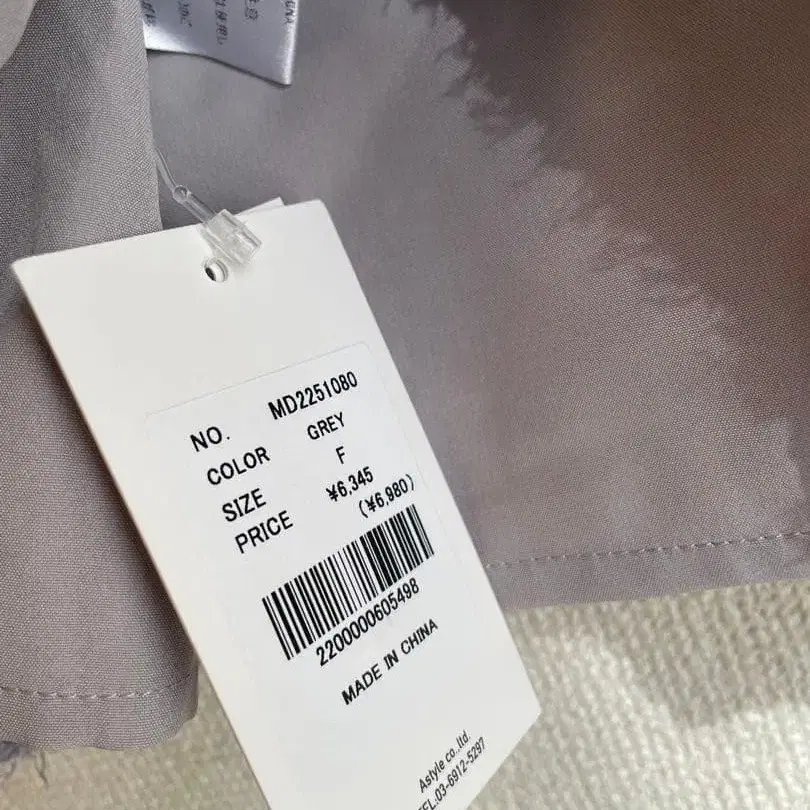 NO. MD2251080
COLOR GREY
SIZE F
PRICE ¥6,345
(¥6,980)
2200000605498
MADE IN CHINA
Astyle co.,ltd.
TEL.03-6912-5297